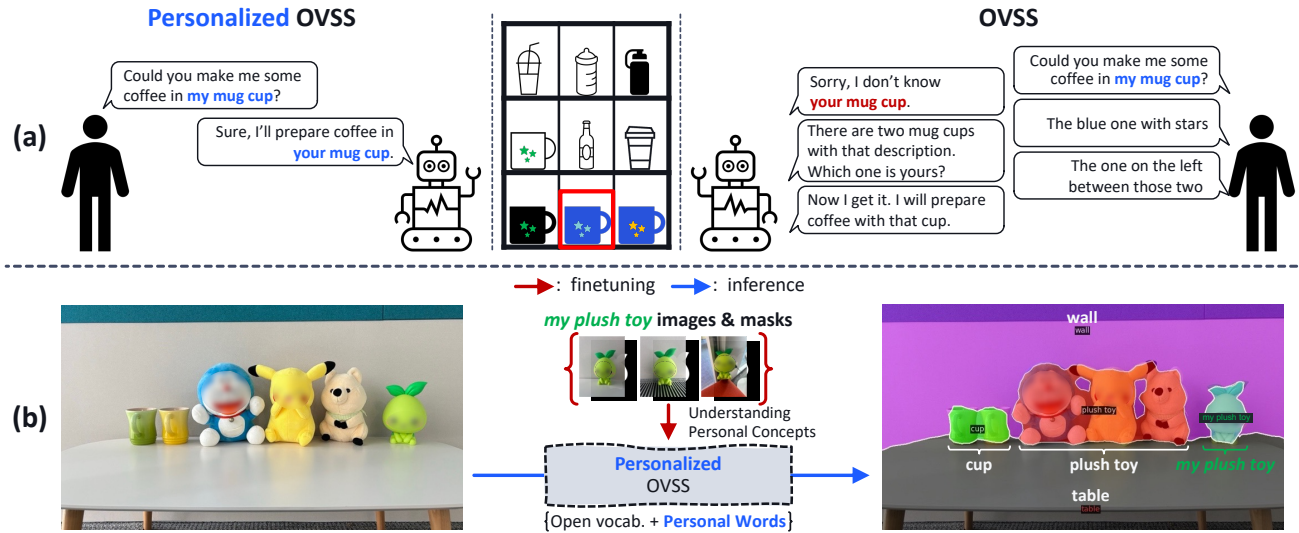 Personalized OVSS
OVSS
(a)
Could you make me some
coffee in my mug cup?
Sure, I’ll prepare coffee in
your mug cup.
Sorry, I don’t know
your mug cup.
There are two mug cups
with that description.
Which one is yours?
Now I get it. I will prepare
coffee with that cup.
Could you make me some
coffee in my mug cup?
The blue one with stars
The one on the left
between those two
: finetuning
: inference
(b)
my plush toy images & masks
Understanding
Personal Concepts
Personalized
OVSS
{Open vocab. + Personal Words}
wall
wall
plush toy
my plush toy
cup
cup
plush toy
my plush toy
table
table